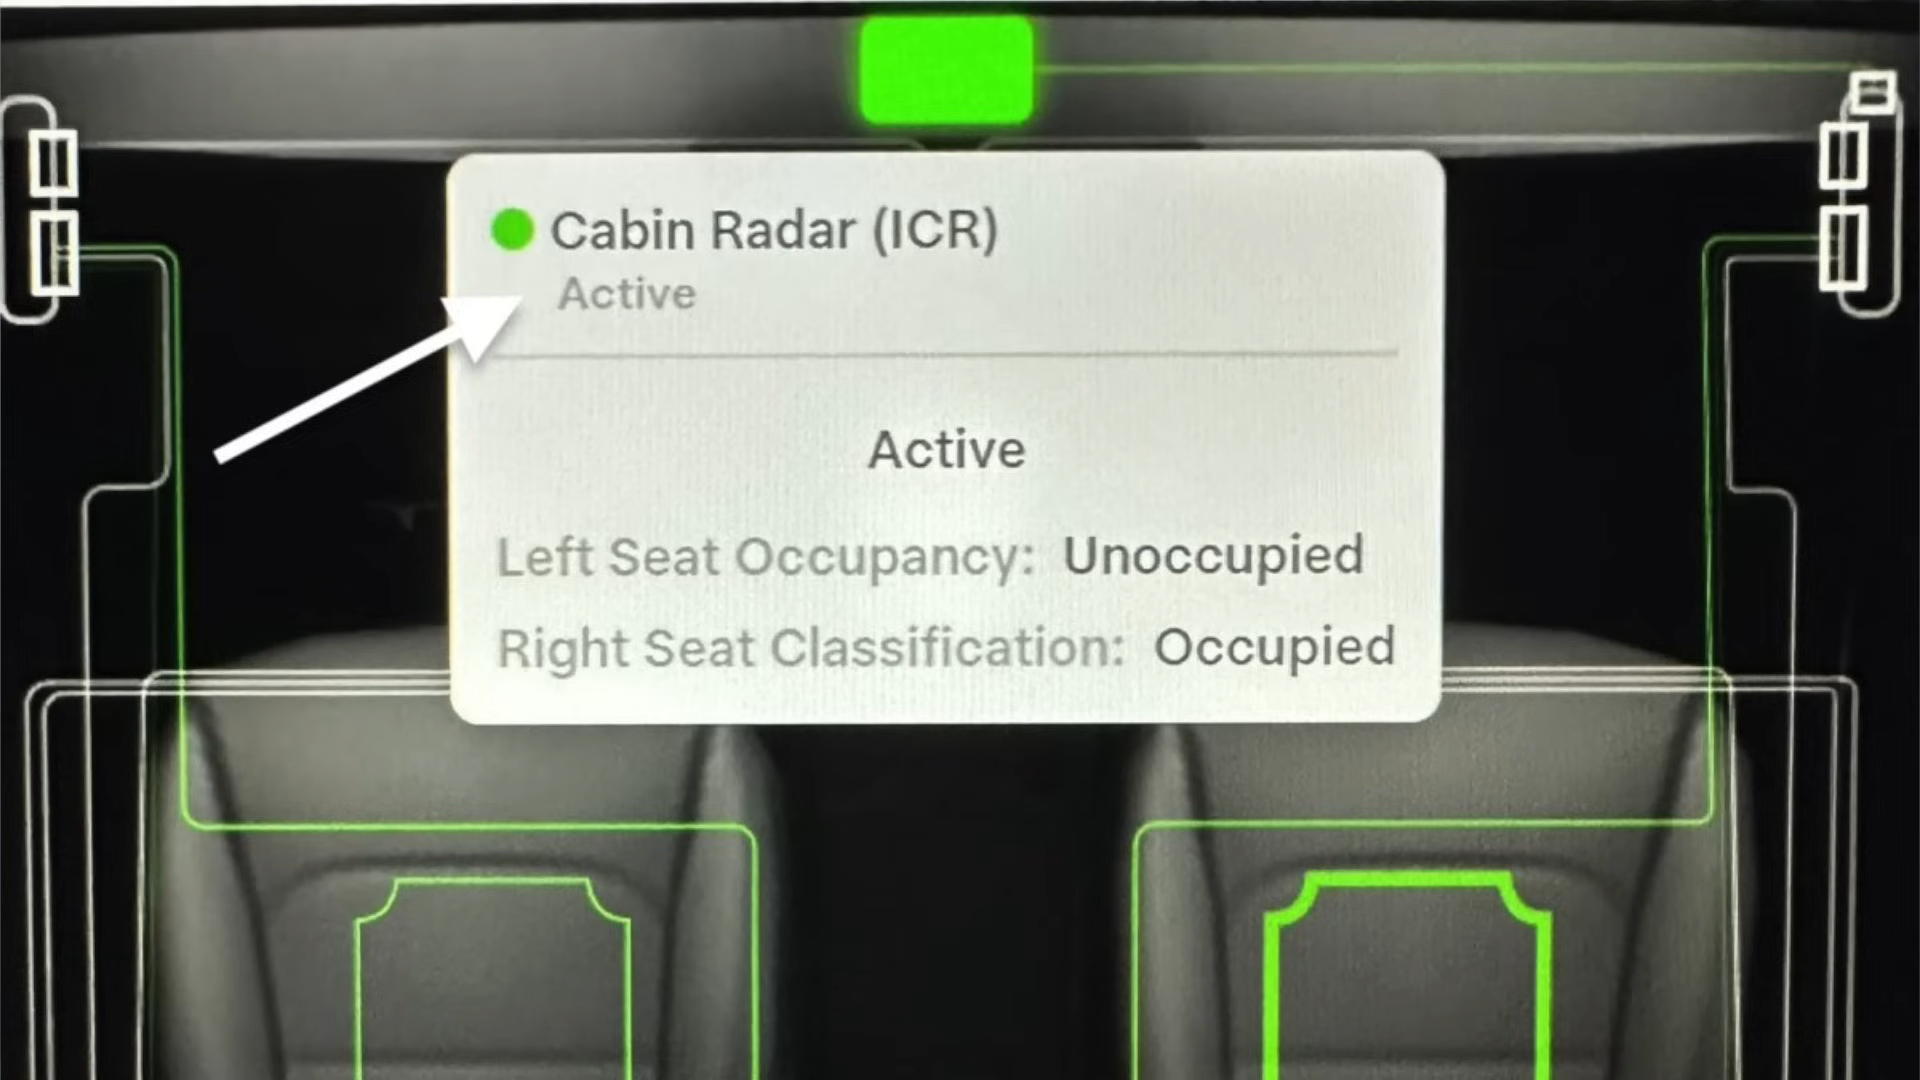 Cabin Radar (ICR)
Active
Active
Left Seat Occupancy: Unoccupied
Right Seat Classification: Occupied